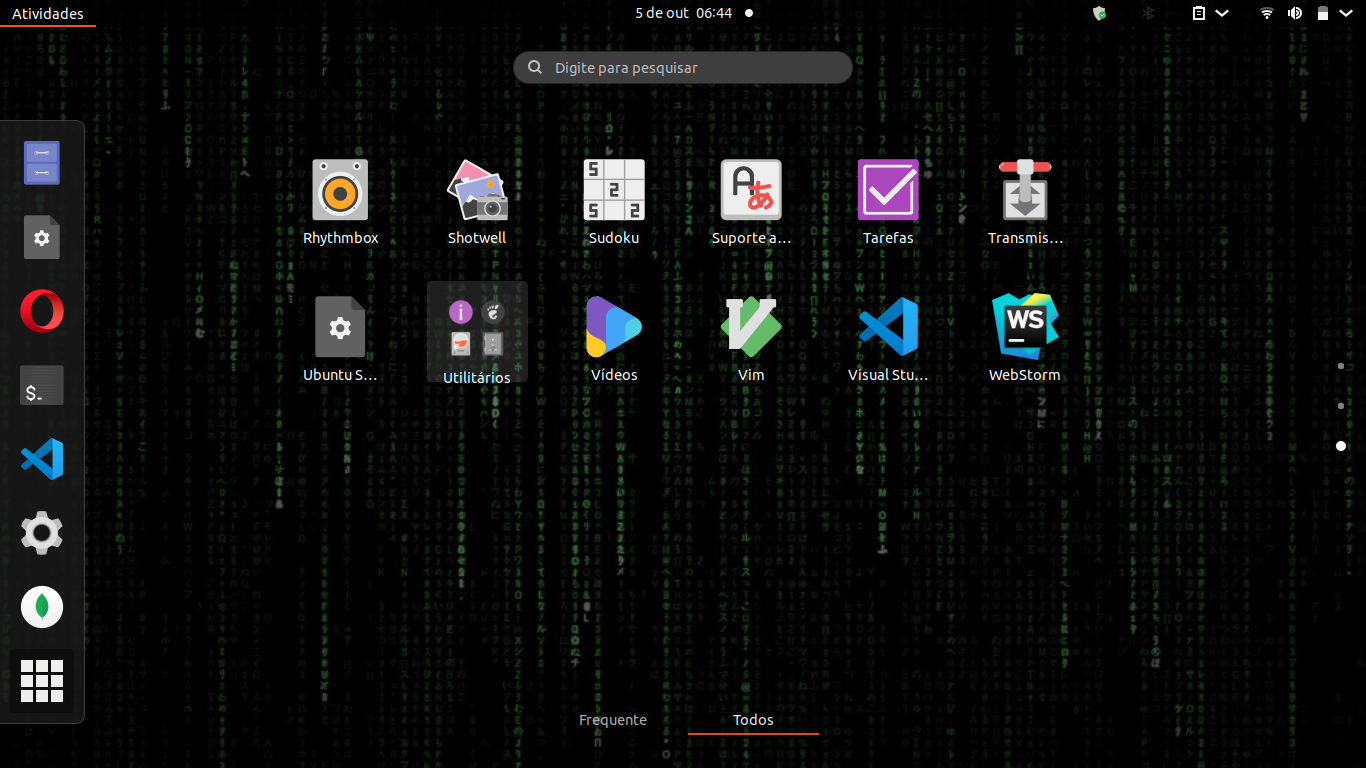 Atividades
5 de out 06:44
Digite para pesquisar
Rhythmbox
Shotwell
Sudoku
Suporte a...
Tarefas
Transmis...
Ubuntu S...
Utilitários
Vídeos
Vim
Visual Stu...
WebStorm
$_
WS
Frequente
Todos